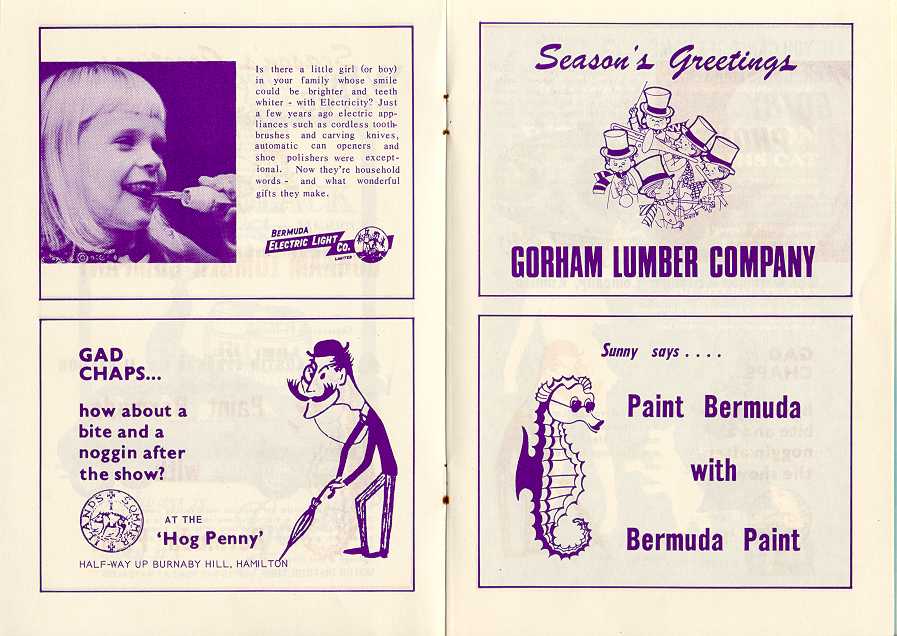 Is there a little girl (or boy)
in your family whose smile
could be brighter and teeth
whiter - with Electricity? Just
a few years ago electric app-
liances such as cordless tooth-
brushes and carving knives,
automatic can openers and
shoe polishers were except-
ional. Now they're household
words - and what wonderful
gifts they make.
BERMUDA
ELECTRIC LIGHT
CO.
LIMITED
GAD
CHAPS...
how about a
bite and a
noggin after
the show?
SOMMER
ILANDS
AT THE
'Hog Penny'
HALF-WAY UP BURNABY HILL, HAMILTON
Season's Greetings
GORHAM LUMBER COMPANY
Sunny says . . . .
Paint Bermuda
with
Bermuda Paint